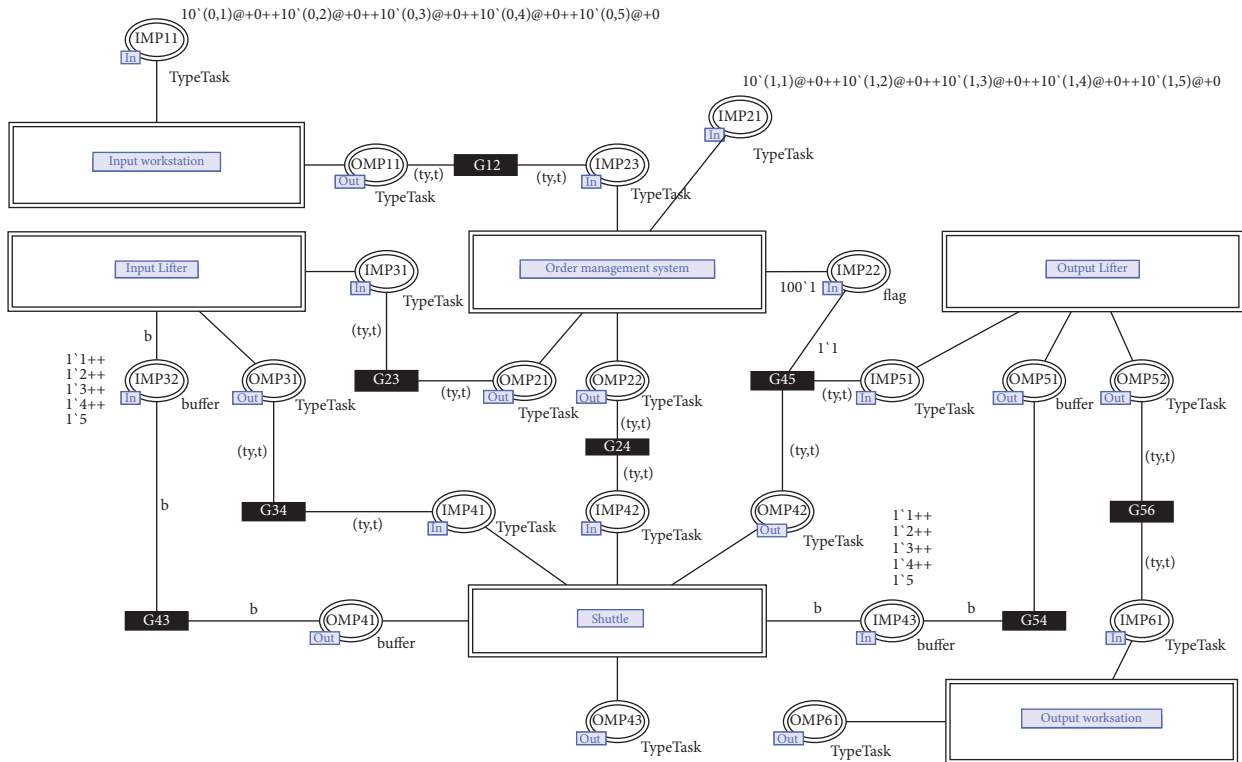 10`(0,1)@+0++10`(0,2)@+0++10`(0,3)@+0++10`(0,4)@+0++10`(0,5)@+0
IMP11
In
TypeTask
10`(1,1)@+0++10`(1,2)@+0++10`(1,3)@+0++10`(1,4)@+0++10`(1,5)@+0
IMP21
In
TypeTask
Input workstation
OMP11
Out
TypeTask
(ty,t)
G12
(ty,t)
IMP23
In
TypeTask
Input Lifter
IMP31
In
TypeTask
Order management system
100`1
IMP22
In
flag
Output Lifter
b
(ty,t)
1`1
1`1++
1`2++
1`3++
1`4++
1`5
IMP32
In
buffer
OMP31
Out
TypeTask
G23
(ty,t)
OMP21
Out
TypeTask
OMP22
Out
TypeTask
G45
(ty,t)
IMP51
In
TypeTask
OMP51
Out
buffer
OMP52
Out
TypeTask
(ty,t)
G24
(ty,t)
(ty,t)
(ty,t)
(ty,t)
b
G34
(ty,t)
IMP41
In
TypeTask
IMP42
In
TypeTask
OMP42
Out
TypeTask
1`1++
1`2++
1`3++
1`4++
1`5
G56
(ty,t)
G43
b
OMP41
Out
buffer
Shuttle
b
IMP43
In
buffer
b
G54
IMP61
In
TypeTask
OMP43
Out
TypeTask
OMP61
Out
TypeTask
Output worksation